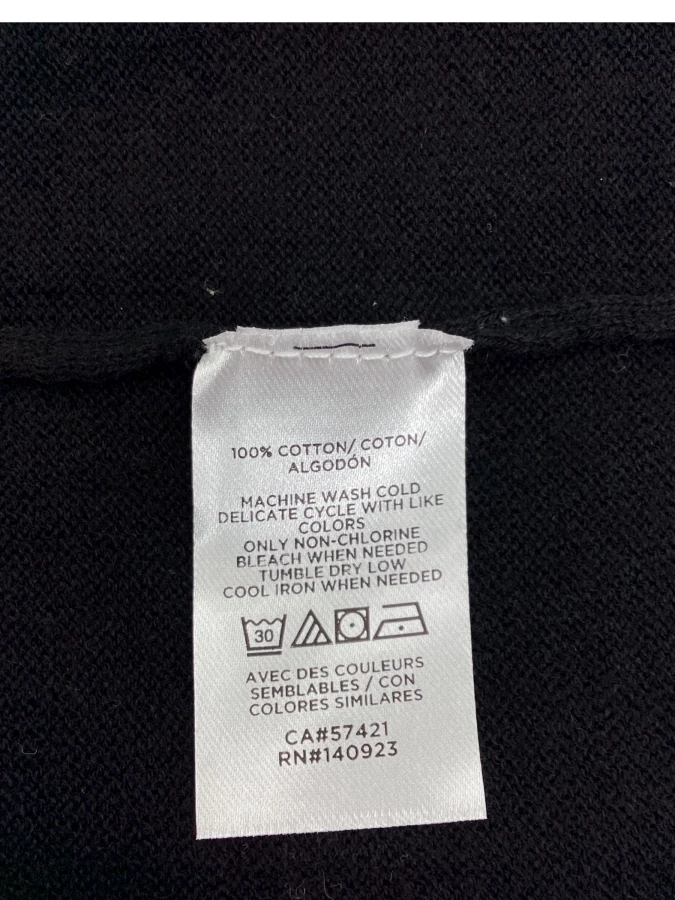 100% COTTON/ COTON/
ALGODÓN
MACHINE WASH COLD
DELICATE CYCLE WITH LIKE
COLORS
ONLY NON-CHLORINE
BLEACH WHEN NEEDED
TUMBLE DRY LOW
COOL IRON WHEN NEEDED
30
AVEC DES COULEURS
SEMBLABLES / CON
COLORES SIMILARES
CA#57421
RN#140923